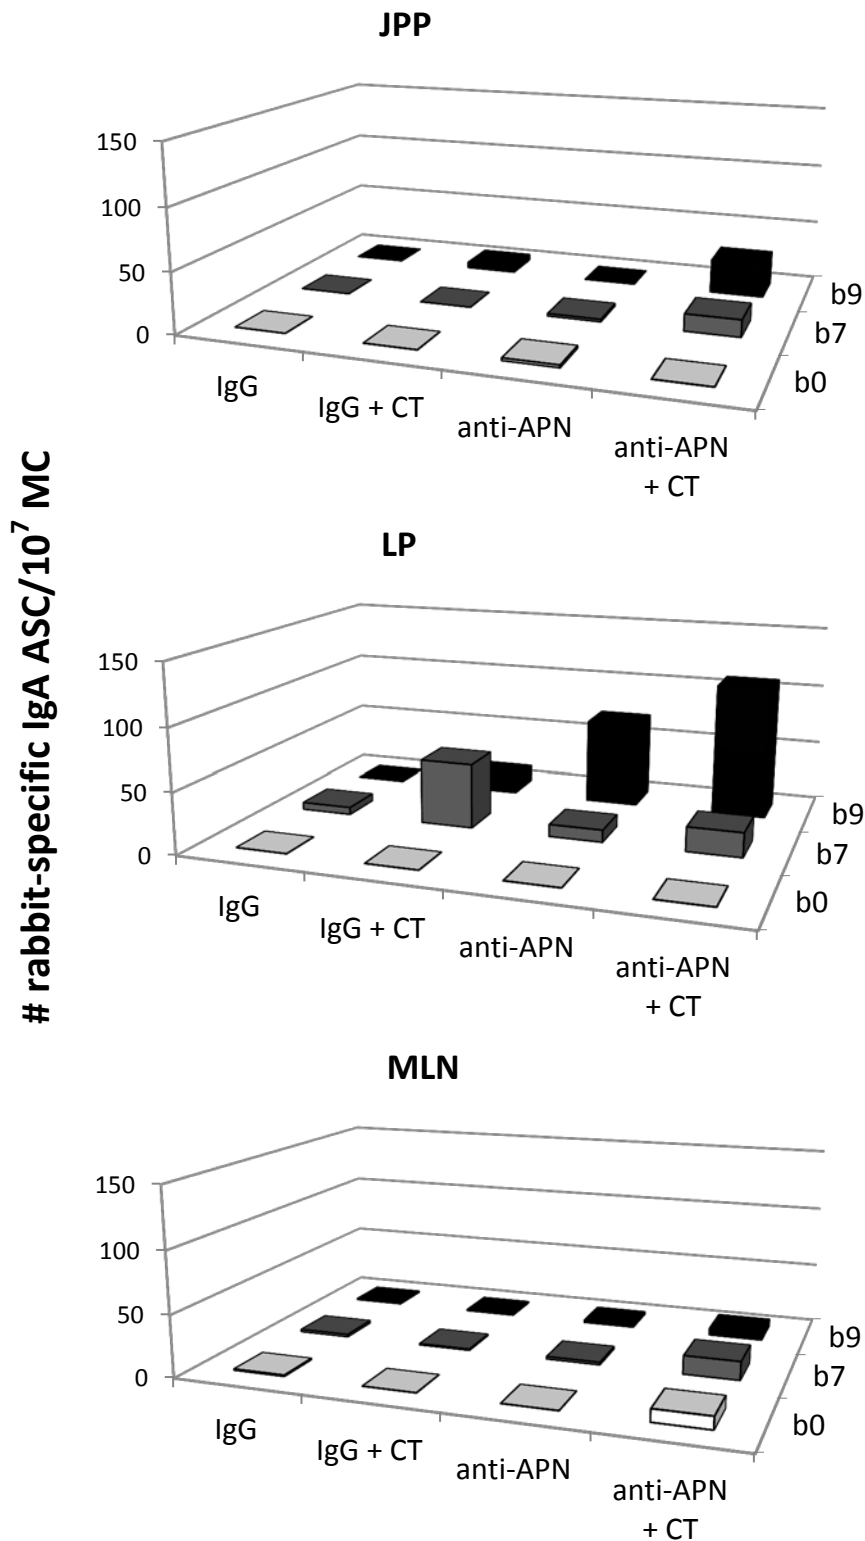 JPP
150
100
50
0
IgG
IgG + CT
anti-APN
anti-APN
+ CT
b9
b7
b0
# rabbit-specific IgA ASC/10⁷ MC
LP
150
100
50
0
IgG
IgG + CT
anti-APN
anti-APN
+ CT
b9
b7
b0
MLN
150
100
50
0
IgG
IgG + CT
anti-APN
anti-APN
+ CT
b9
b7
b0